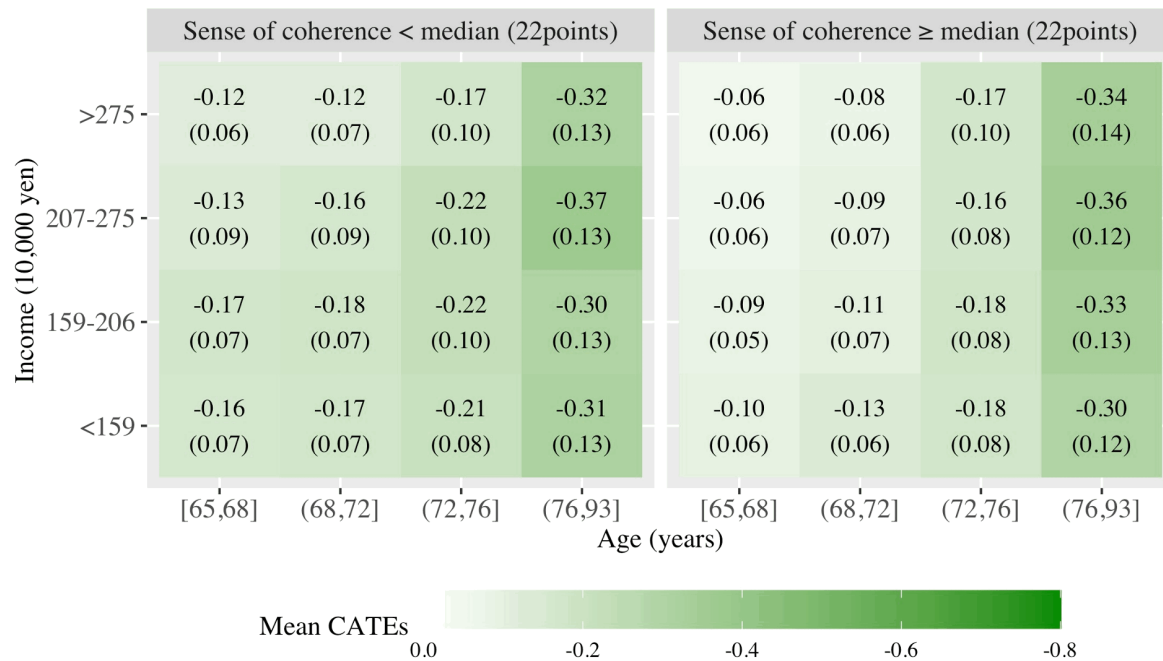 Sense of coherence < median (22points) Sense of coherence ≥ median (22points)
-0.12 -0.12 -0.17 -0.32 -0.06 -0.08 -0.17 -0.34
>275
(0.06) (0.07) (0.10) (0.13) (0.06) (0.06) (0.10) (0.14)
-0.13 -0.16 -0.22 -0.37 -0.06 -0.09 -0.16 -0.36
207-275
(0.09) (0.09) (0.10) (0.13) (0.06) (0.07) (0.08) (0.12)
-0.17 -0.18 -0.22 -0.30 -0.09 -0.11 -0.18 -0.33
159-206
(0.07) (0.07) (0.10) (0.13) (0.05) (0.07) (0.08) (0.13)
-0.16 -0.17 -0.21 -0.31 -0.10 -0.13 -0.18 -0.30
<159
(0.07) (0.07) (0.08) (0.13) (0.06) (0.06) (0.08) (0.12)
Income (10,000 yen)
[65,68] (68,72] (72,76] (76,93] [65,68] (68,72] (72,76] (76,93]
Age (years)
Mean CATEs
0.0 -0.2 -0.4 -0.6 -0.8